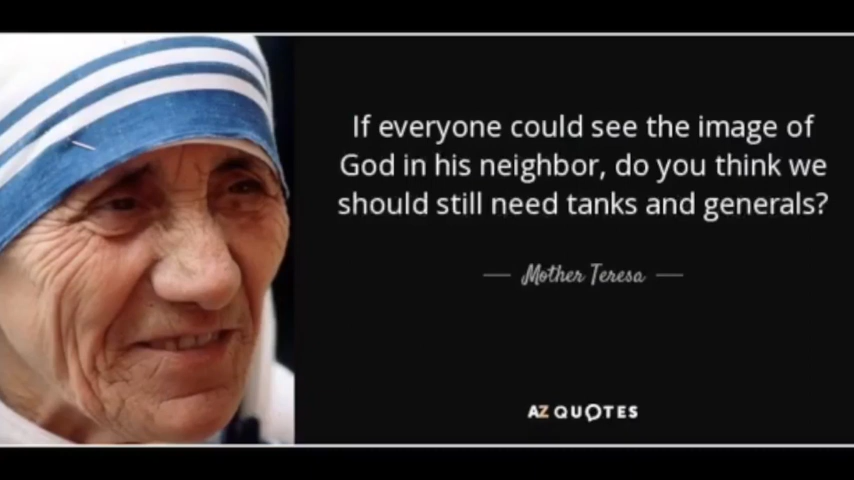 If everyone could see the image of
God in his neighbor, do you think we
should still need tanks and generals?
Mother Teresa
AZ QUOTES